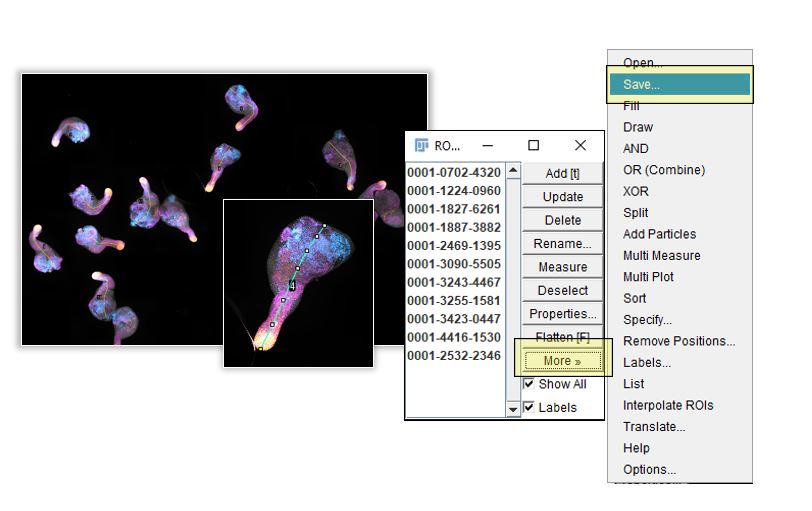 4
RO...
0001-0702-4320
0001-1224-0960
0001-1827-6261
0001-1887-3882
0001-2469-1395
0001-3090-5505
0001-3243-4467
0001-3255-1581
0001-3423-0447
0001-4416-1530
0001-2532-2346
Add [t]
Update
Delete
Rename...
Measure
Deselect
Properties...
Flatten [F]
More »
Show All
Labels
Open...
Save...
Fill
Draw
AND
OR (Combine)
XOR
Split
Add Particles
Multi Measure
Multi Plot
Sort
Specify...
Remove Positions...
Labels...
List
Interpolate ROIs
Translate...
Help
Options...